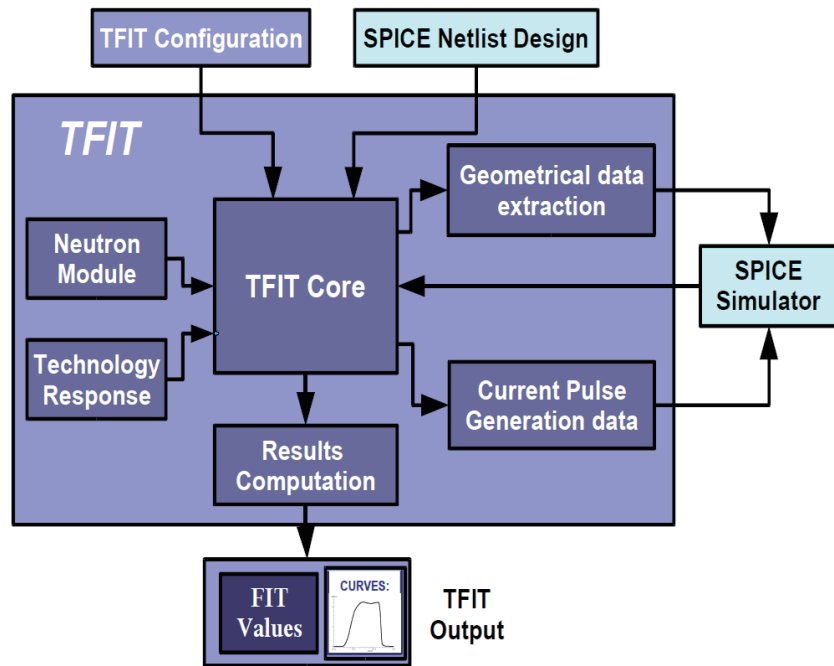 TFIT Configuration
SPICE Netlist Design
TFIT
Geometrical data
extraction
Neutron
Module
TFIT Core
SPICE
Simulator
Technology
Response
Current Pulse
Generation data
Results
Computation
FIT
Values
CURVES:
TFIT
Output